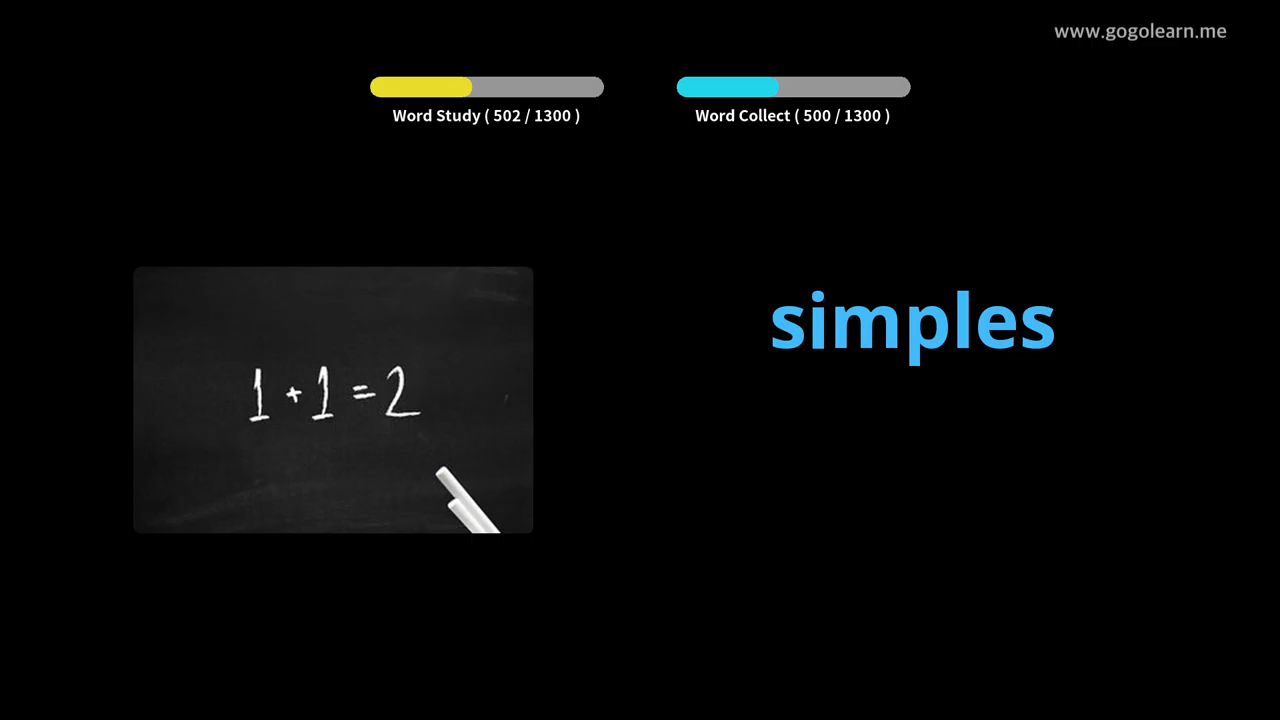 www.gogolearn.me
Word Study ( 502 / 1300 )
Word Collect ( 500 / 1300 )
simples
1 + 1 = 2